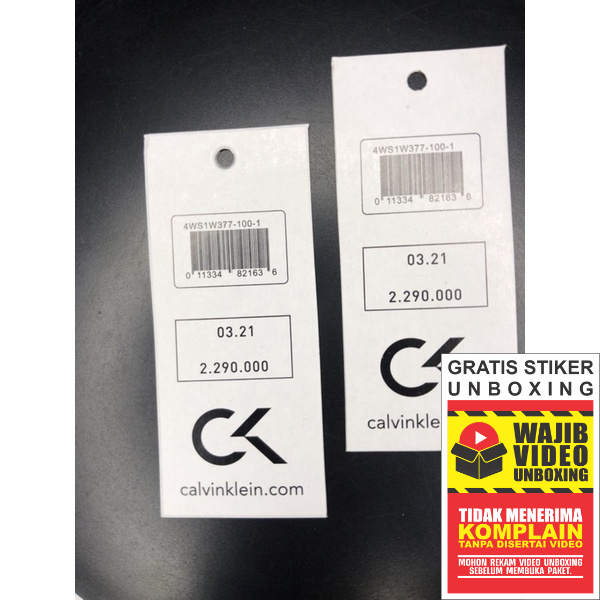 4WS1W377-100-1
0 11334 82163 6
03.21
2.290.000
CK
calvinklein.com
4WS1W377-100-1
0 11334 82163 6
03.21
2.290.000
CK
calvinkle
GRATIS STIKER
UNBOXING
WAJIB
VIDEO
UNBOXING
TIDAK MENERIMA
KOMPLAIN
TANPA DISERTAI VIDEO
MOHON REKAM VIDEO UNBOXING
SEBELUM MEMBUKA PAKET.